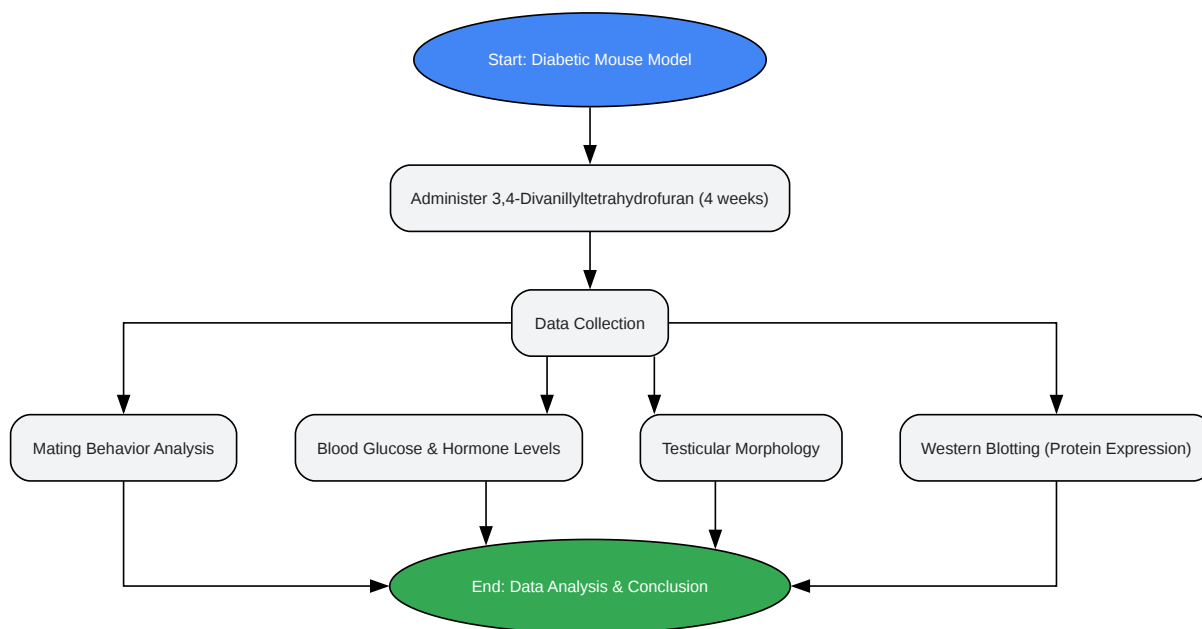 Start: Diabetic Mouse Model
Administer 3,4-Divanillyltetrahydrofuran (4 weeks)
Data Collection
Mating Behavior Analysis
Blood Glucose & Hormone Levels
Testicular Morphology
Western Blotting (Protein Expression)
End: Data Analysis & Conclusion